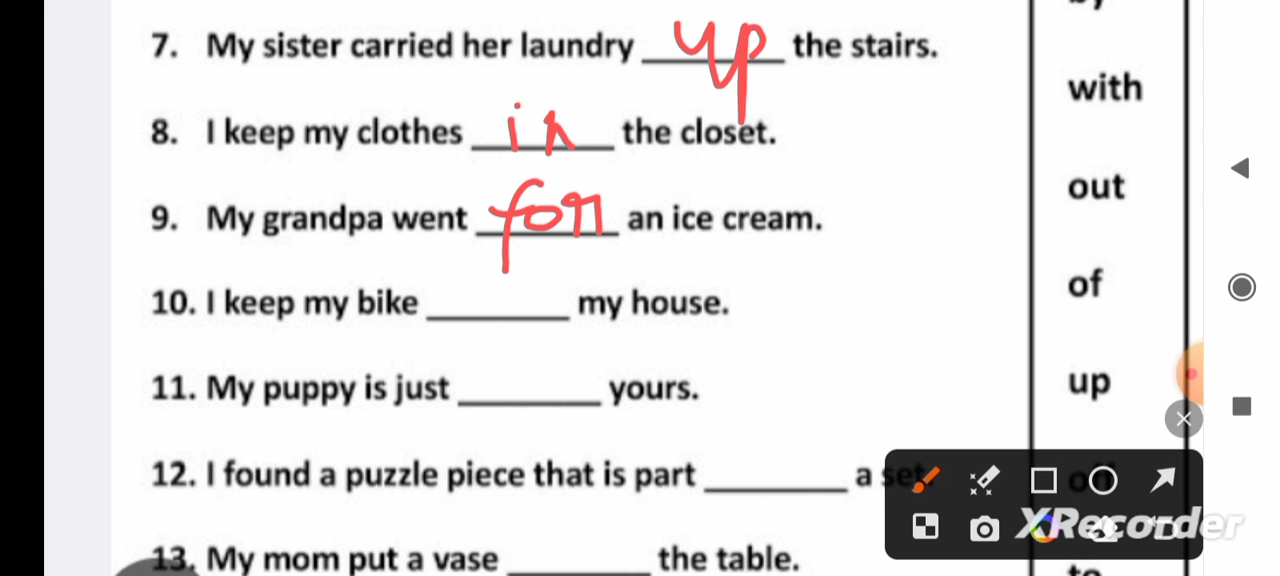 7. My sister carried her laundry up the stairs.
8. I keep my clothes in the closet.
9. My grandpa went for an ice cream.
10. I keep my bike ________ my house.
11. My puppy is just ________ yours.
12. I found a puzzle piece that is part ________ a set.
13. My mom put a vase ________ the table.
with
out
of
up
off
to
XRecorder